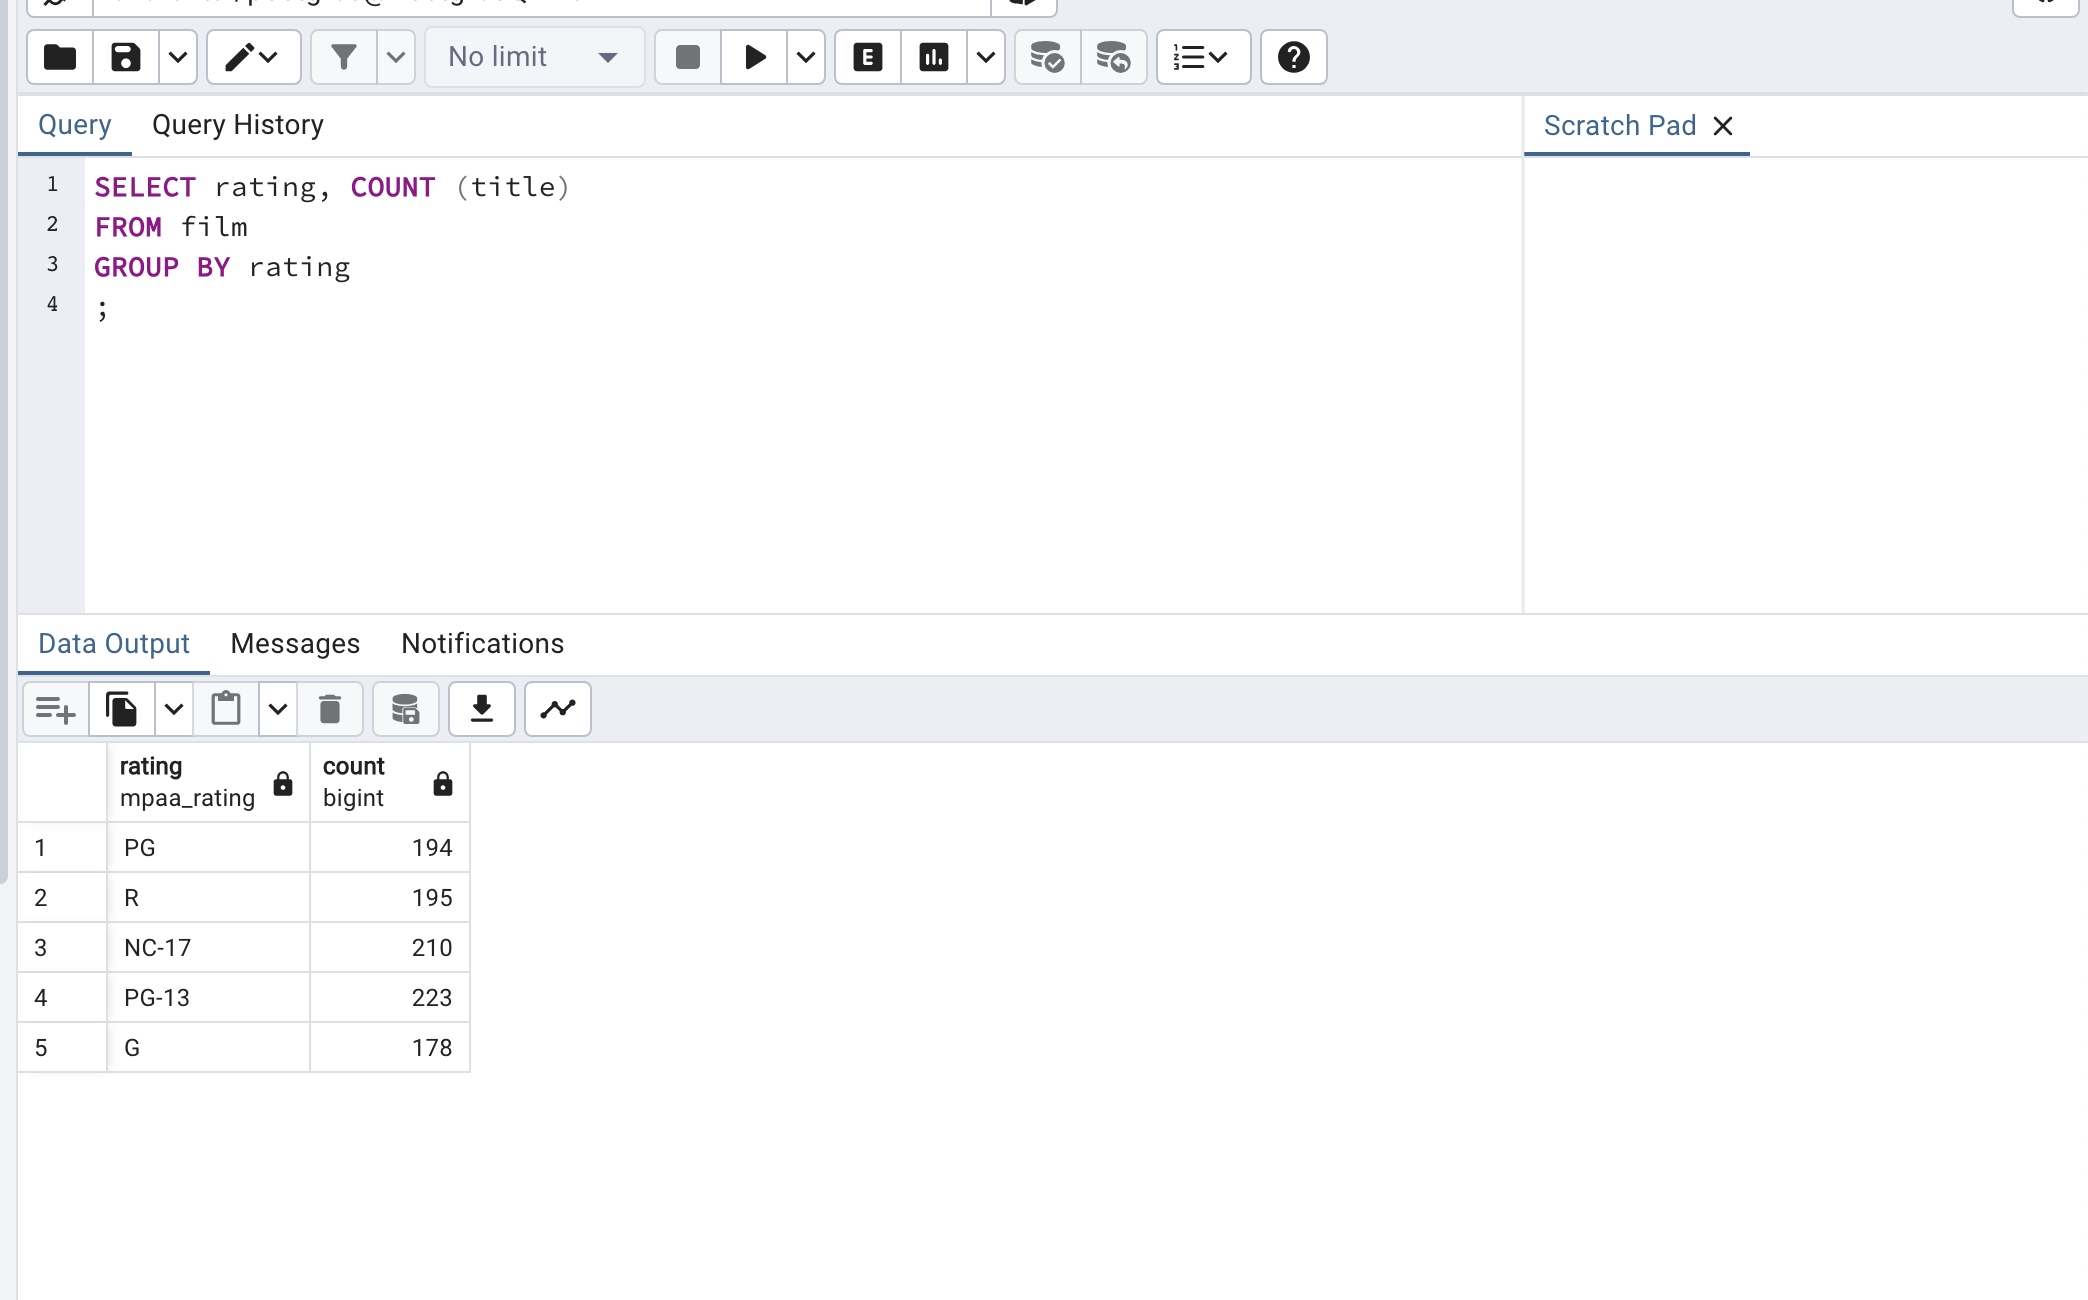 No limit
Query Query History Scratch Pad
1 SELECT rating, COUNT (title)
2 FROM film
3 GROUP BY rating
4 ;
Data Output Messages Notifications
rating count
mpaa_rating bigint
1 PG 194
2 R 195
3 NC-17 210
4 PG-13 223
5 G 178